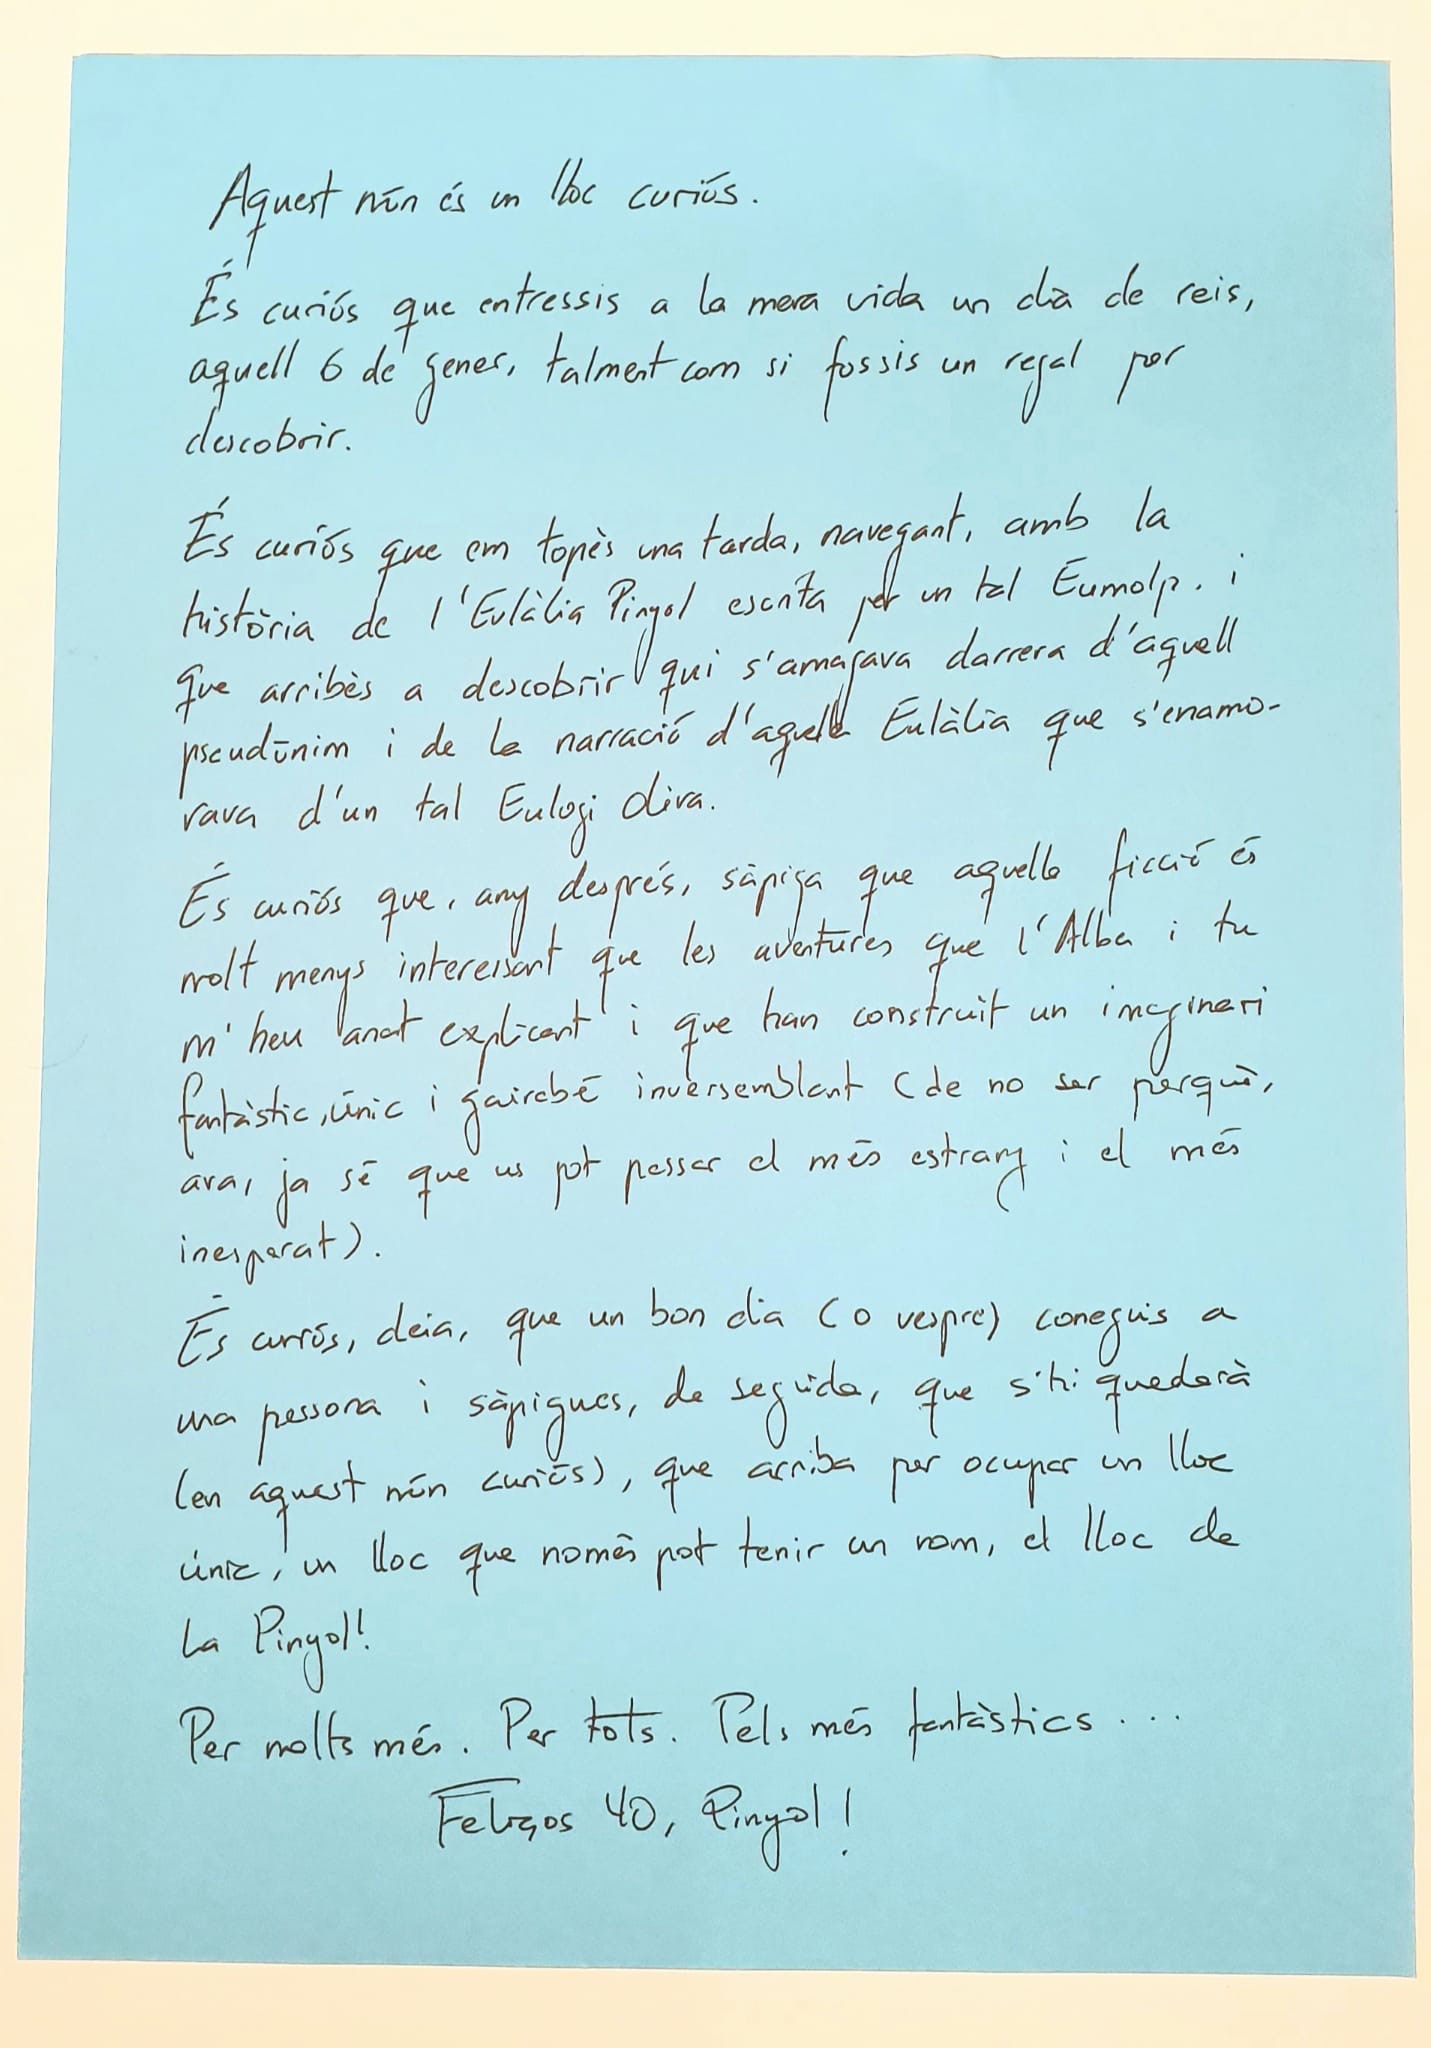 Aquest món és un lloc curiós.
És curiós que entressis a la meva vida un dia de reis,
aquell 6 de gener, talment com si fossis un regal per
descobrir.
És curiós que em topès una tarda, navegant, amb la
història de l'Eulàlia Pinyol escrita per un tal Eumolp. i
que arribès a descobrir qui s'amagava darrera d'aquell
pseudònim i de la narració d'aquella Eulàlia que s'enamo-
rava d'un tal Eulogi Oliva.
És curiós que, any després, sàpiga que aquella ficció és
molt menys interessant que les aventures que l'Alba i tu
m'heu anat explicant i que han construït un imaginari
fantàstic, únic i gairebé inversemblant (de no ser perquè,
ara, ja sé que us pot passar el més estrany i el més
inesperat).
És curiós, deia, que un bon dia (o vespre) coneguis a
una persona i sàpigues, de seguida, que s'hi quedarà
(en aquest món curiós), que arriba per ocupar un lloc
únic, un lloc que només pot tenir un nom, el lloc de
La Pinyol!
Per molts més. Per tots. Pels més fantàstics ...
Feliços 40, Pinyol!